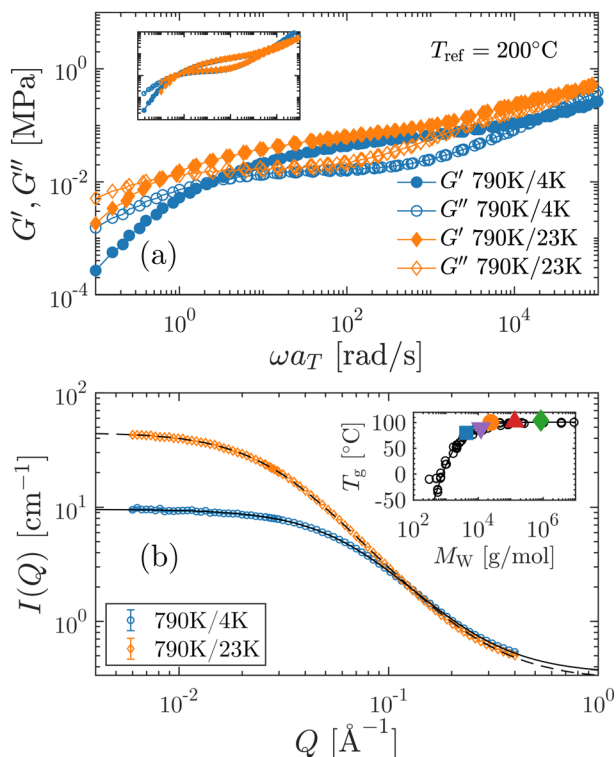 T_ref = 200°C
10^0
10^-2
10^-4
G′, G″ [MPa]
(a)
G′ 790K/4K
G″ 790K/4K
G′ 790K/23K
G″ 790K/23K
10^0
10^2
10^4
ωa_T [rad/s]
10^2
10^1
10^0
I(Q) [cm^-1]
(b)
100
50
0
-50
T_g [°C]
10^2
10^4
10^6
M_W [g/mol]
790K/4K
790K/23K
10^-2
10^-1
10^0
Q [Å^-1]